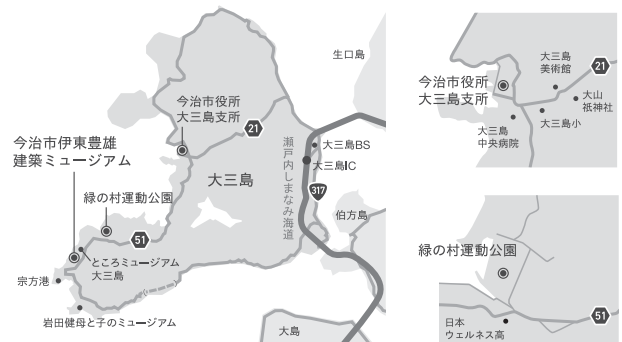 生口島
今治市役所
大三島支所
21
大三島BS
大三島IC
瀬戸内しまなみ海道
317
今治市伊東豊雄
建築ミュージアム
大三島
緑の村運動公園
51
伯方島
ところミュージアム
大三島
宗方港
岩田健母と子のミュージアム
大島
大三島
美術館
21
今治市役所
大三島支所
大山
祗神社
大三島
中央病院
大三島小
緑の村運動公園
51
日本
ウェルネス高